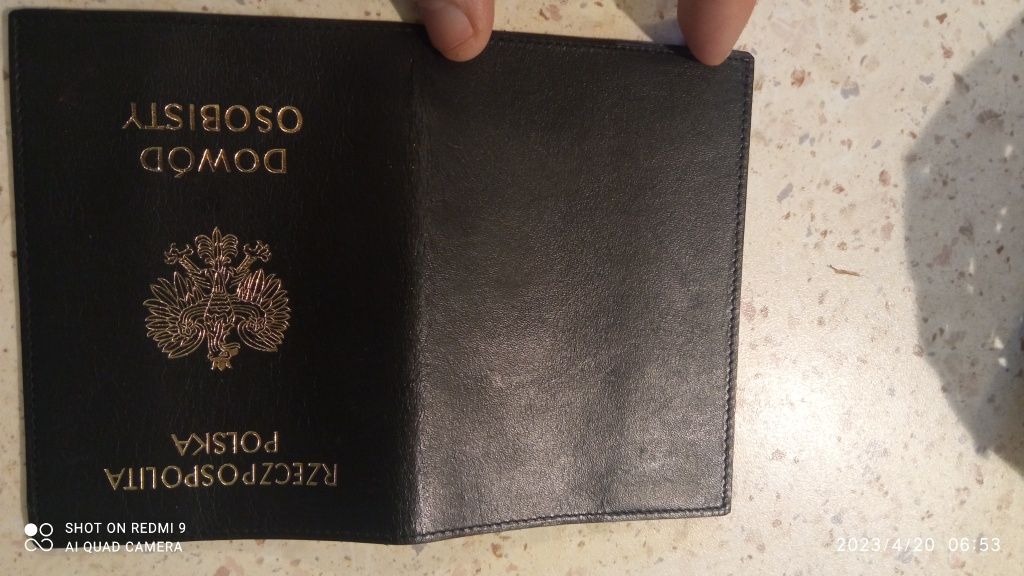 RZECZPOSPOLITA
POLSKA
DOWÓD
OSOBISTY
SHOT ON REDMI 9
AI QUAD CAMERA
2023/4/20 06:53